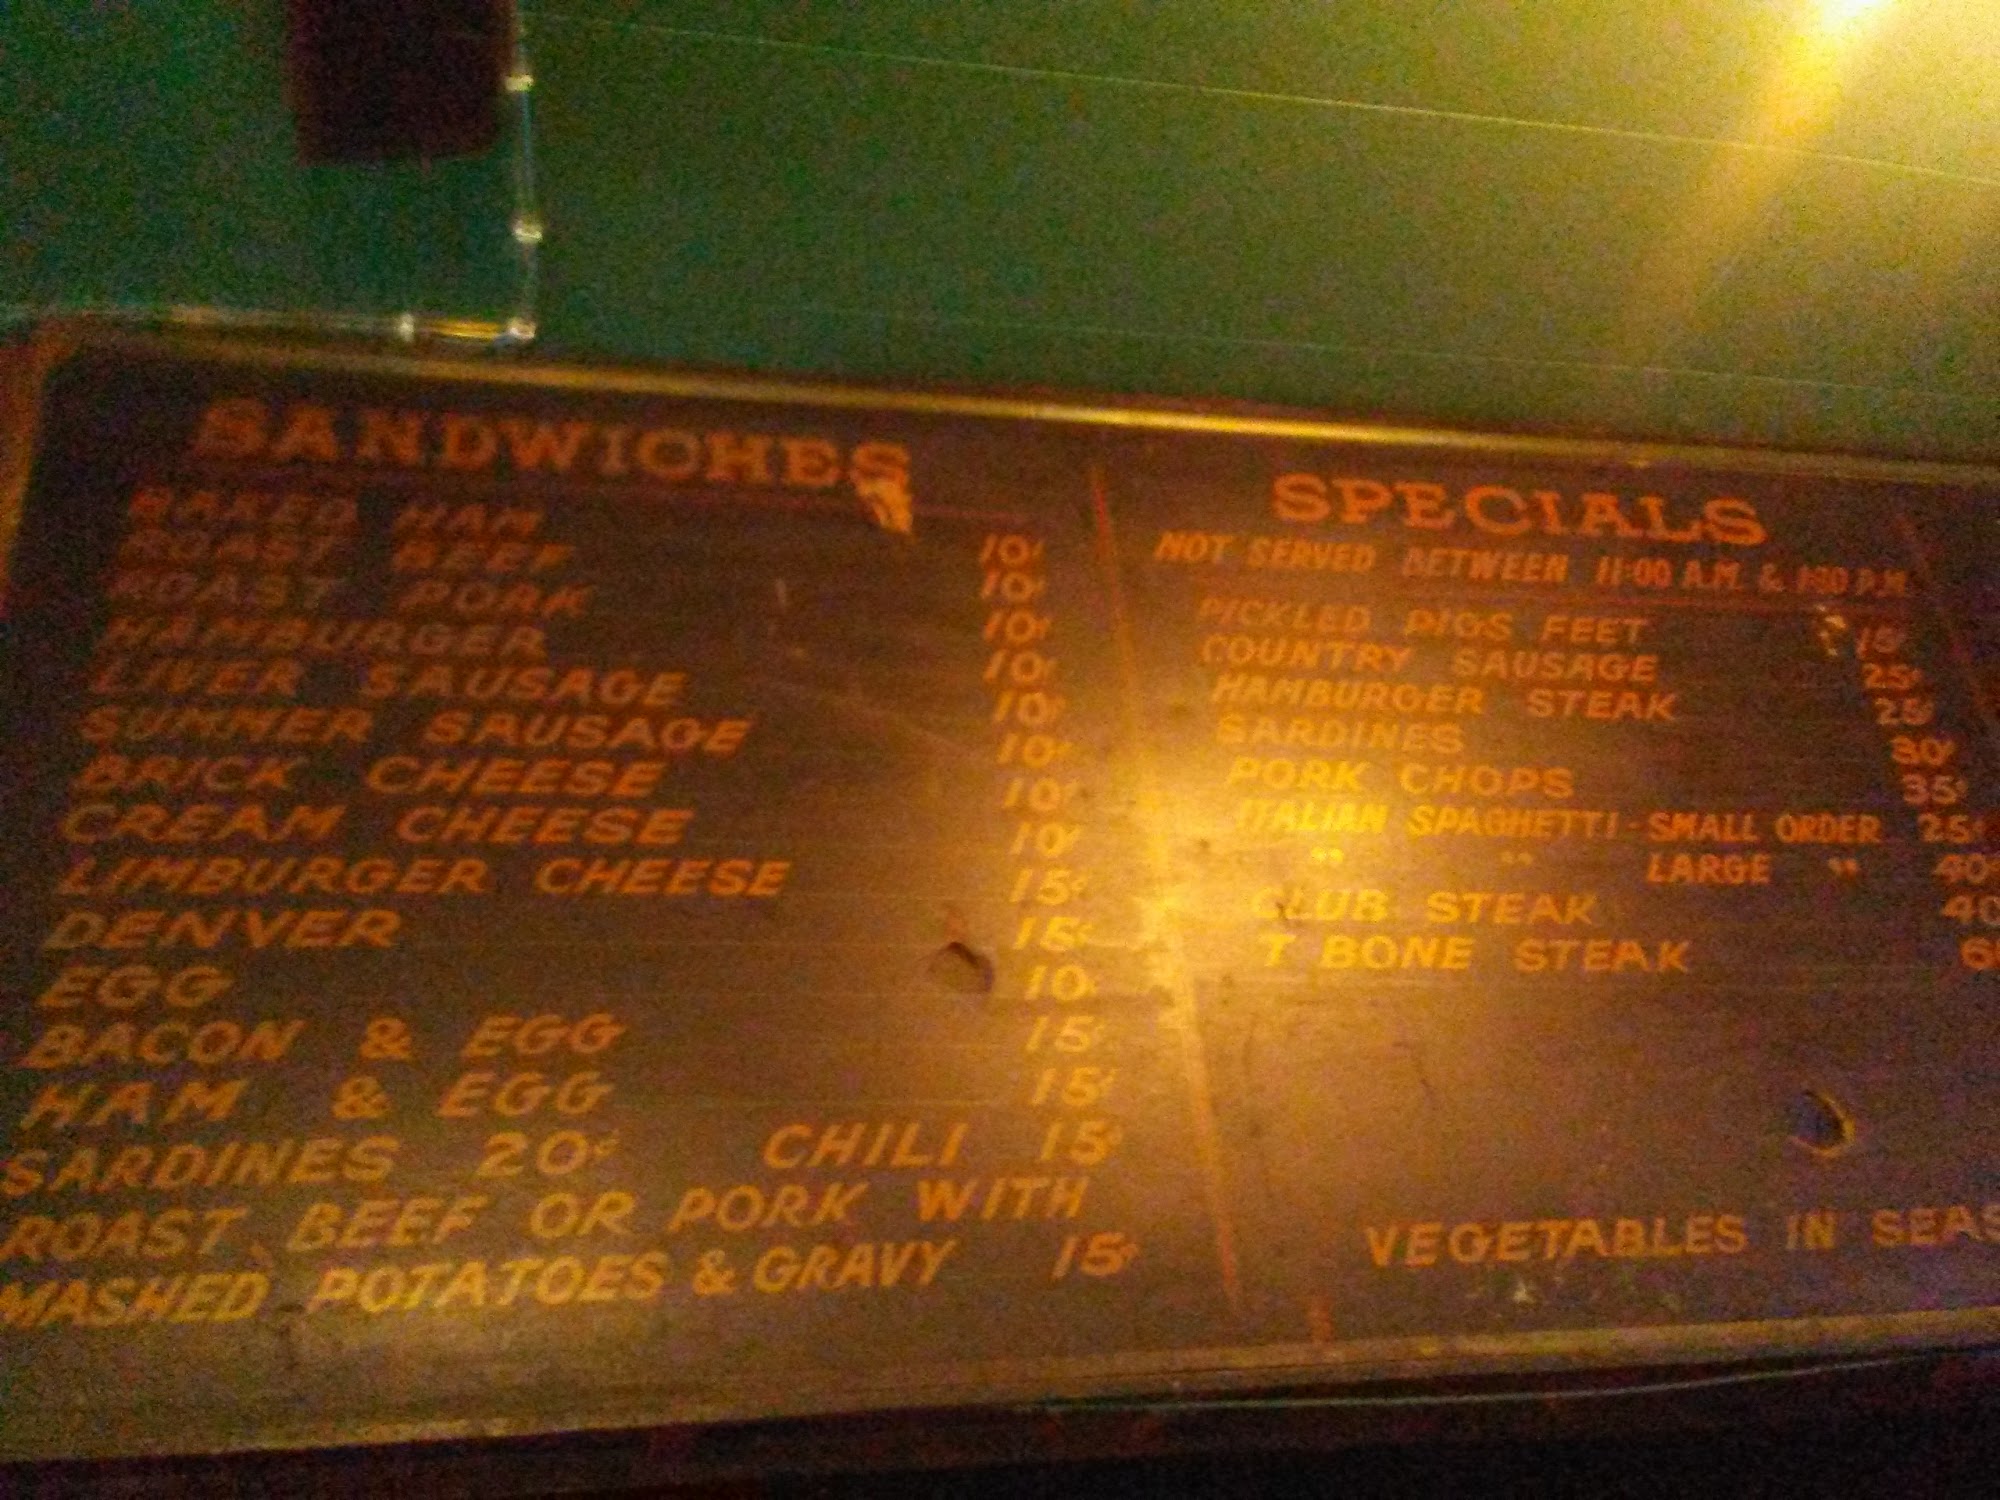 SANDWICHES
BAKED HAM 10¢
ROAST BEEF 10¢
ROAST PORK 10¢
HAMBURGER 10¢
LIVER SAUSAGE 10¢
SUMMER SAUSAGE 10¢
BRICK CHEESE 10¢
CREAM CHEESE 10¢
LIMBURGER CHEESE 15¢
DENVER 15¢
EGG 10¢
BACON & EGG 15¢
HAM & EGG 15¢
SARDINES 20¢ CHILI 15¢
ROAST BEEF OR PORK WITH
MASHED POTATOES & GRAVY 15¢
SPECIALS
NOT SERVED BETWEEN 11:00 A.M. & 1:30 P.M.
PICKLED PIGS FEET 15¢
COUNTRY SAUSAGE 25¢
HAMBURGER STEAK 25¢
SARDINES 30¢
PORK CHOPS 35¢
ITALIAN SPAGHETTI - SMALL ORDER 25¢
" " LARGE " 40¢
CLUB STEAK 40
T BONE STEAK
VEGETABLES IN SEAS